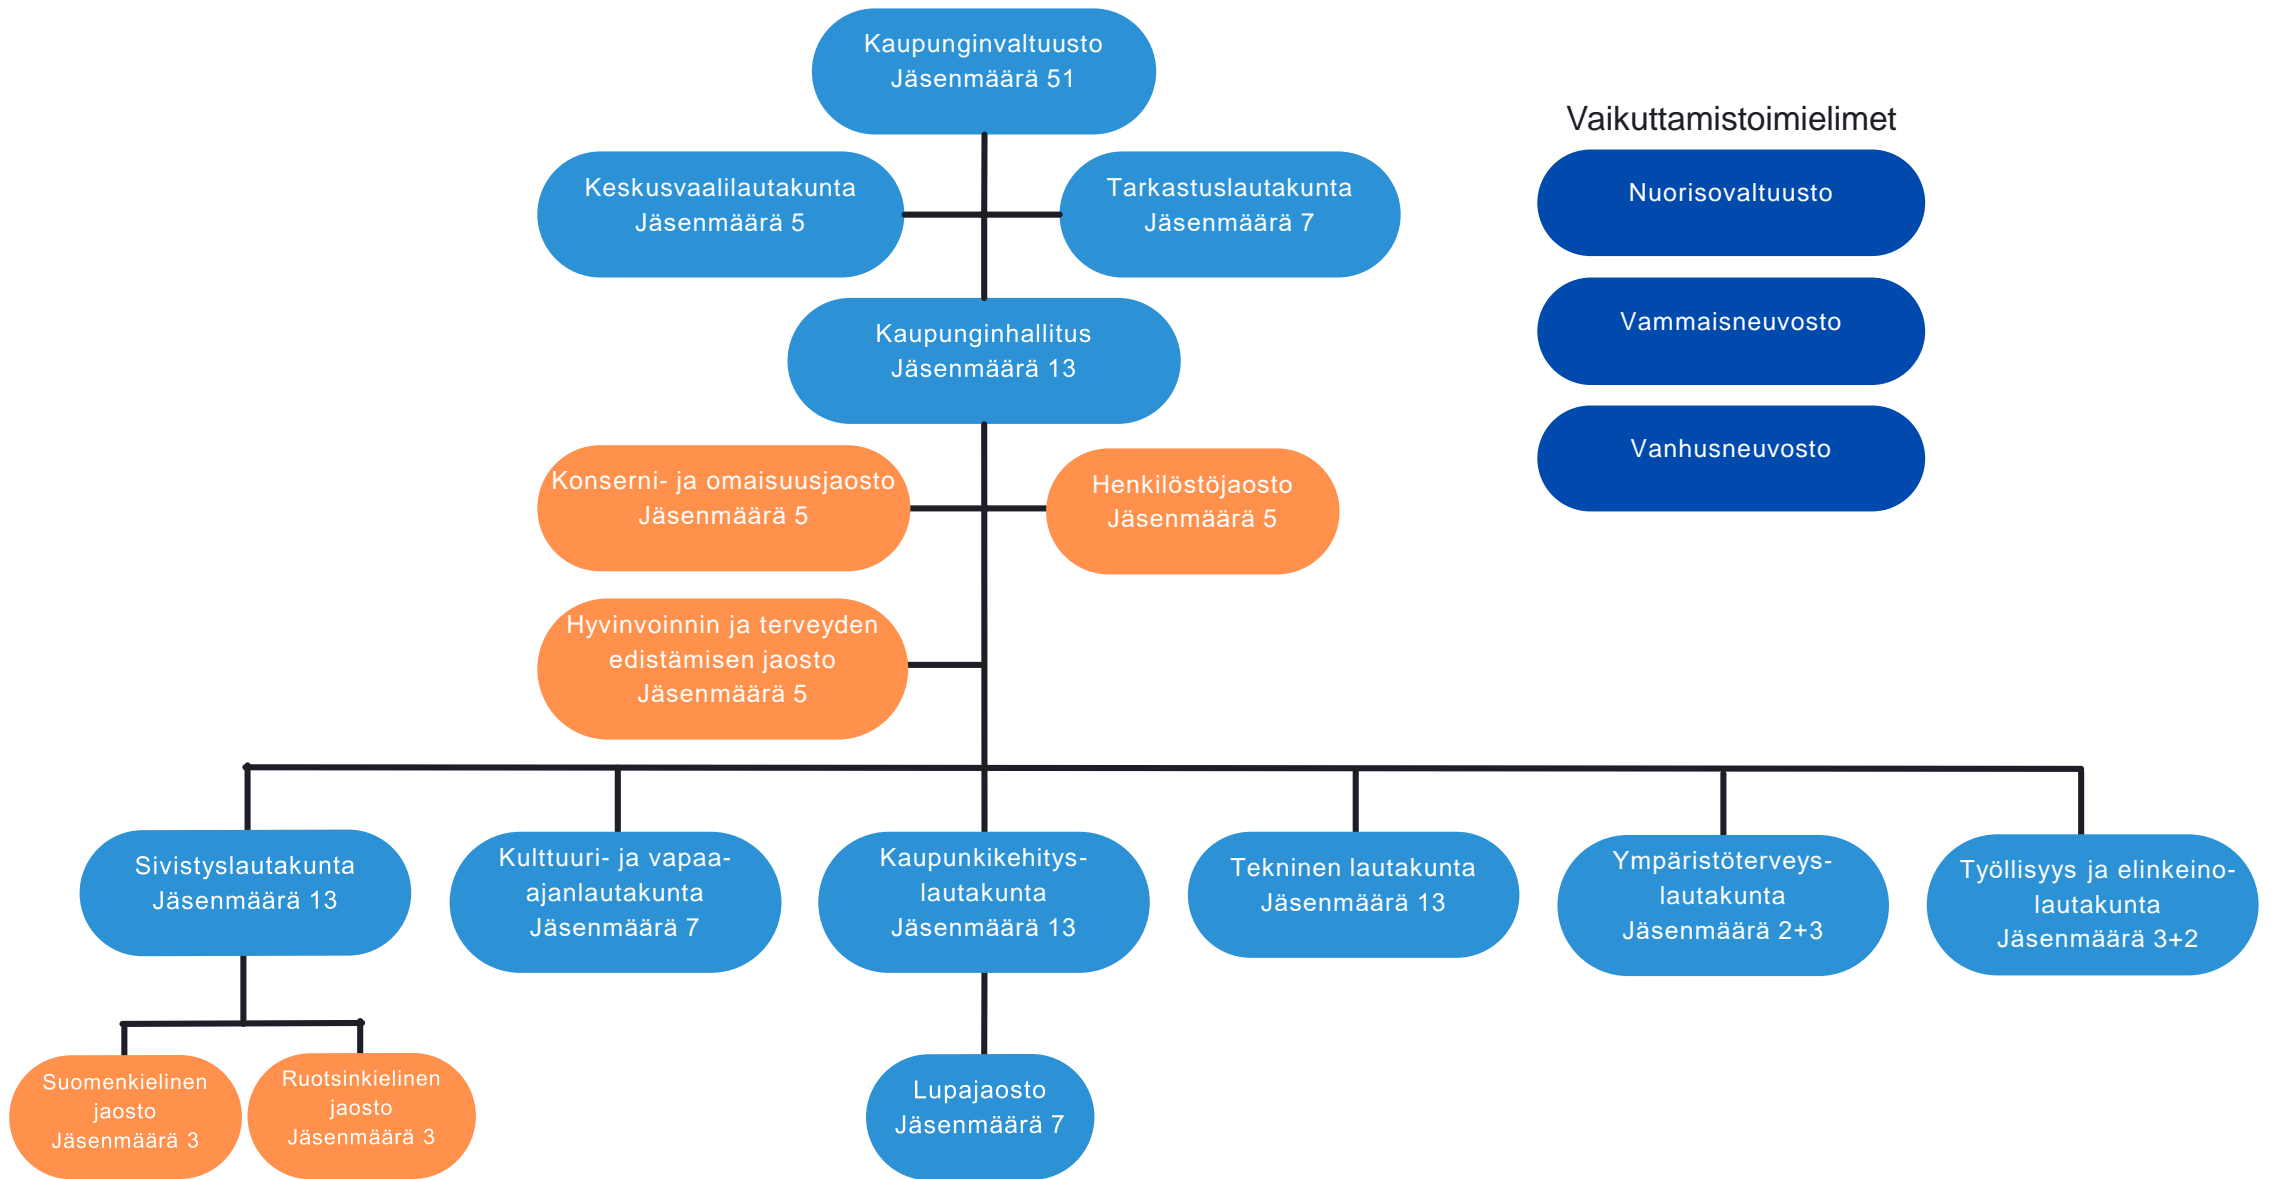 Kaupunginvaltuusto
Jäsenmäärä 51
Vaikuttamistoimielimet
Keskusvaalilautakunta
Jäsenmäärä 5
Tarkastuslautakunta
Jäsenmäärä 7
Nuorisovaltuusto
Kaupunginhallitus
Jäsenmäärä 13
Vammaisneuvosto
Vanhusneuvosto
Konserni- ja omaisuusjaosto
Jäsenmäärä 5
Henkilöstöjaosto
Jäsenmäärä 5
Hyvinvoinnin ja terveyden
edistämisen jaosto
Jäsenmäärä 5
Sivistyslautakunta
Jäsenmäärä 13
Kulttuuri- ja vapaa-
ajanlautakunta
Jäsenmäärä 7
Kaupunkikehitys-
lautakunta
Jäsenmäärä 13
Tekninen lautakunta
Jäsenmäärä 13
Ympäristöterveys-
lautakunta
Jäsenmäärä 2+3
Työllisyys ja elinkeino-
lautakunta
Jäsenmäärä 3+2
Suomenkielinen
jaosto
Jäsenmäärä 3
Ruotsinkielinen
jaosto
Jäsenmäärä 3
Lupajaosto
Jäsenmäärä 7